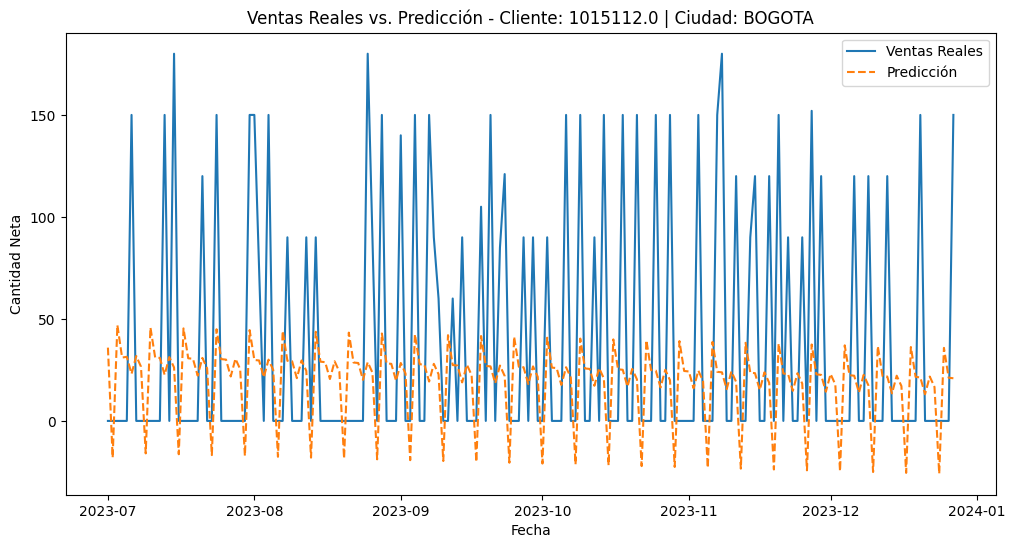 Ventas Reales vs. Predicción - Cliente: 1015112.0 | Ciudad: BOGOTA
Ventas Reales
Predicción
Cantidad Neta
150
100
50
0
2023-07
2023-08
2023-09
2023-10
2023-11
2023-12
2024-01
Fecha